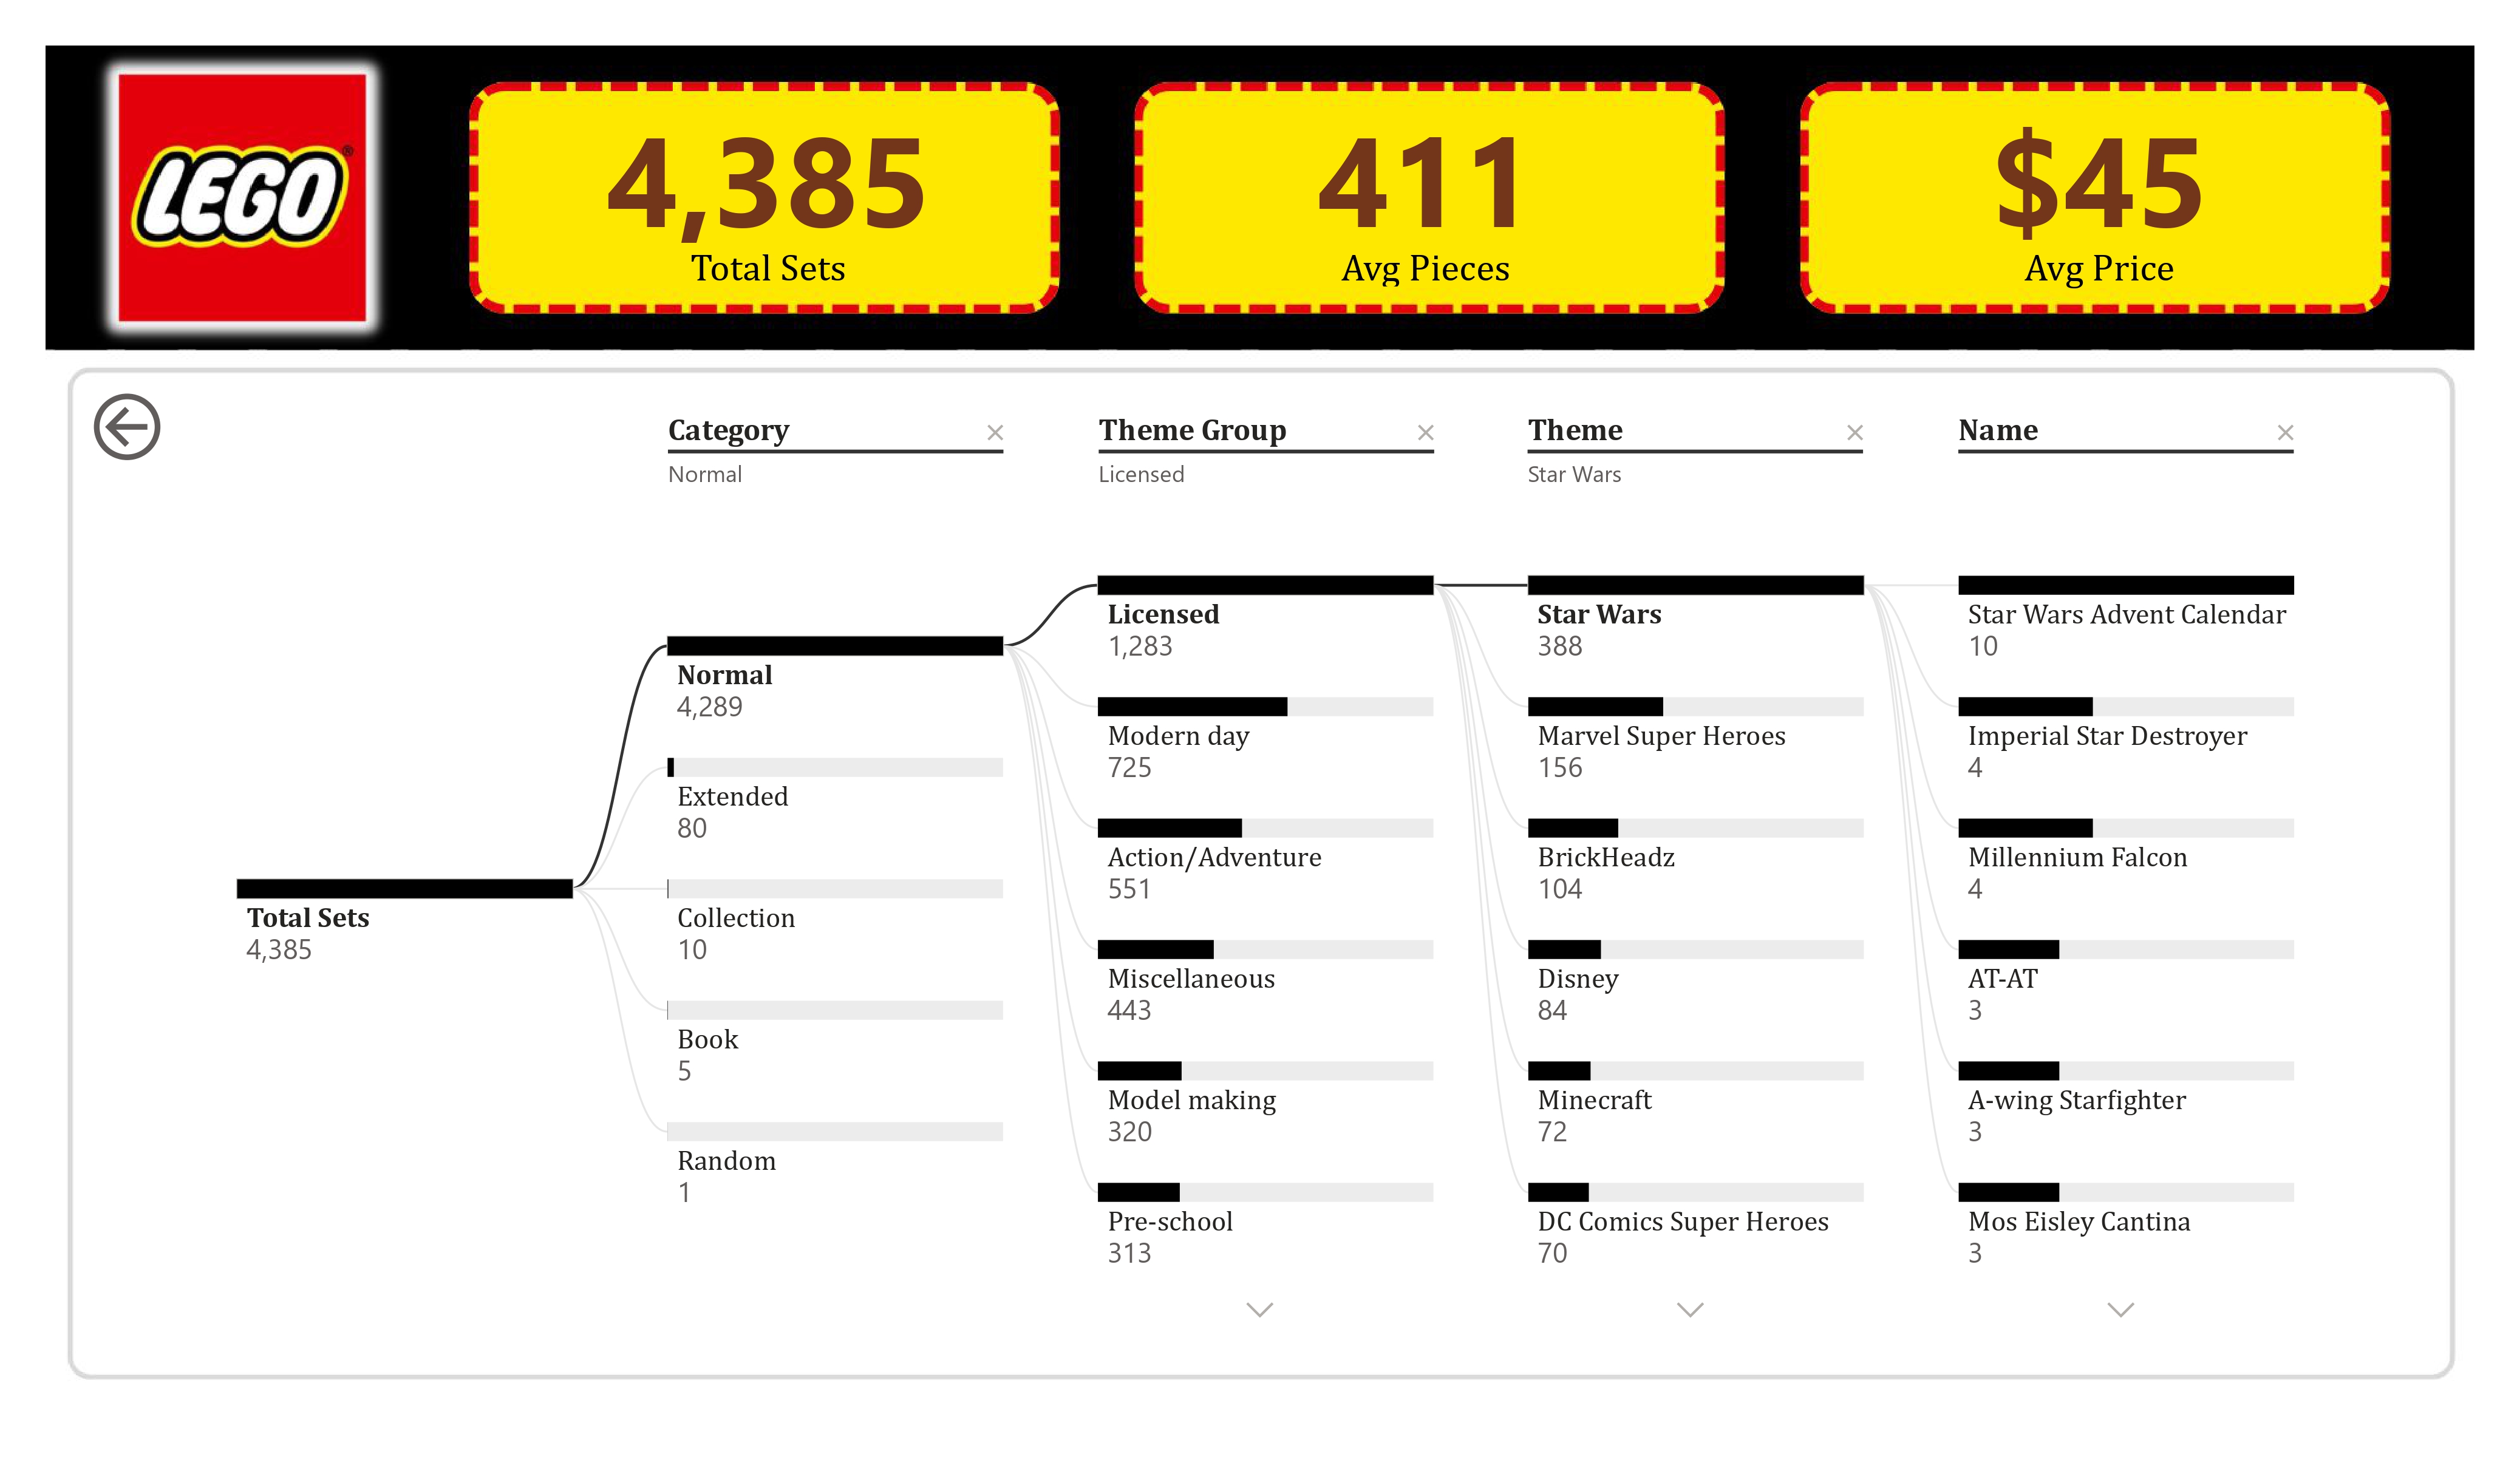 LEGO®
4,385
Total Sets
411
Avg Pieces
$45
Avg Price
Category
Normal
Theme Group
Licensed
Theme
Star Wars
Name
Total Sets
4,385
Normal
4,289
Extended
80
Collection
10
Book
5
Random
1
Licensed
1,283
Modern day
725
Action/Adventure
551
Miscellaneous
443
Model making
320
Pre-school
313
Star Wars
388
Marvel Super Heroes
156
BrickHeadz
104
Disney
84
Minecraft
72
DC Comics Super Heroes
70
Star Wars Advent Calendar
10
Imperial Star Destroyer
4
Millennium Falcon
4
AT-AT
3
A-wing Starfighter
3
Mos Eisley Cantina
3